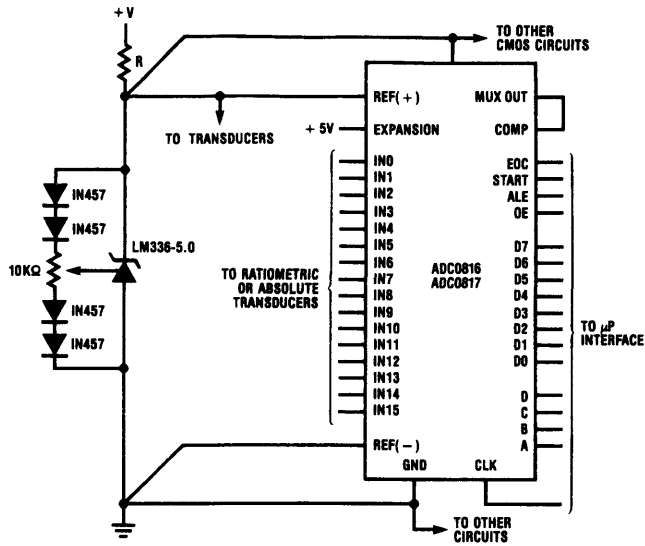 +V
R
TO OTHER
CMOS CIRCUITS
REF(+)
MUX OUT
TO TRANSDUCERS
+ 5V
EXPANSION
COMP
IN0
IN1
IN2
IN3
IN4
IN5
IN6
IN7
IN8
IN9
IN10
IN11
IN12
IN13
IN14
IN15
EOC
START
ALE
OE
D7
D6
D5
D4
D3
D2
D1
D0
D
C
B
A
IN457
IN457
LM336-5.0
10KΩ
IN457
IN457
TO RATIOMETRIC
OR ABSOLUTE
TRANSDUCERS
ADC0816
ADC0817
TO μP
INTERFACE
REF(−)
GND
CLK
TO OTHER
CIRCUITS